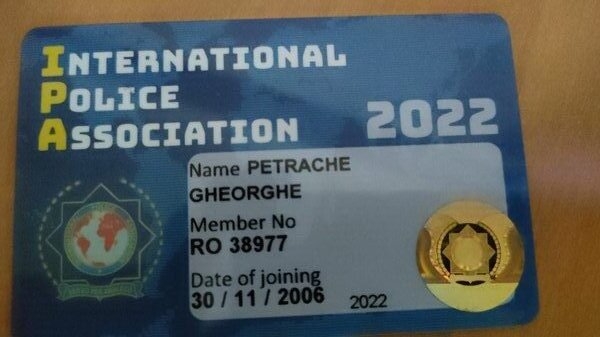 INTERNATIONAL
POLICE
ASSOCIATION
2022
Name PETRACHE
GHEORGHE
Member No
RO 38977
Date of joining
30 / 11 / 2006 2022